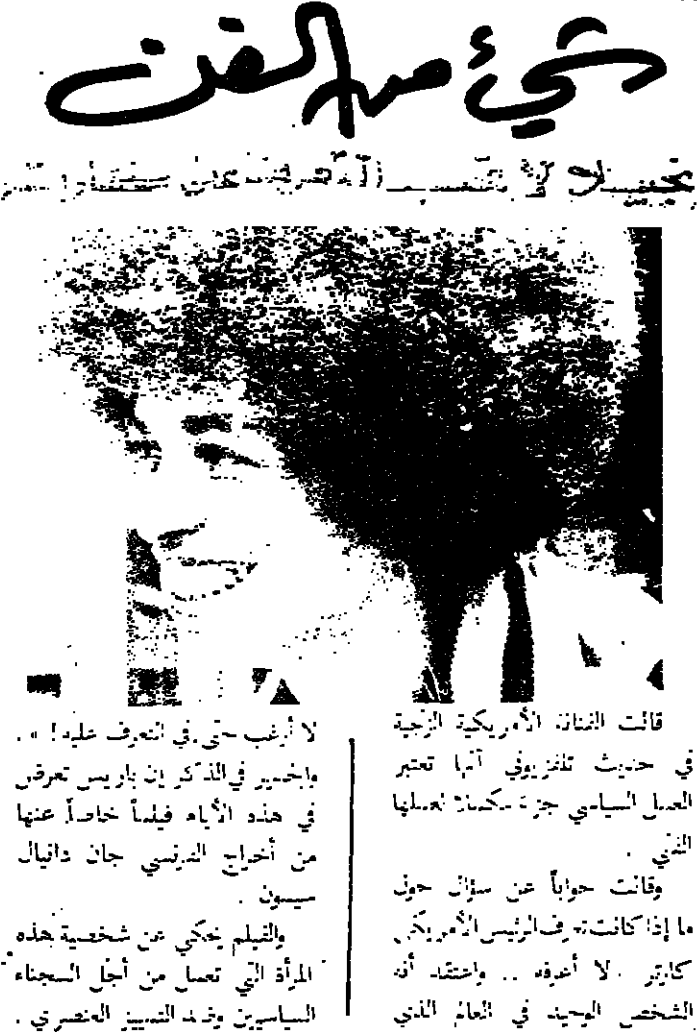 شيء من الفن
قالت الفنانة الأمريكية الزنجية
في حديث تلفزيوني أنها تعتبر
العمل السياسي جزءاً مكملاً لعملها
الفني .
وقالت جواباً عن سؤال حول
ما إذا كانت تعرف الرئيس الأمريكي
كارتر . لا أعرفه .. واعتقد أنه
الشخص الوحيد في العالم الذي
لا أرغب حتى في التعرف عليه! » .
والجدير في الذكر إن باريس تعرض
في هذه الأيام فيلماً خاصاً عنها
من أخراج الفرنسي جان دانيال
سيمون .
والفيلم يحكي عن شخصية هذه
المرأة التي تعمل من أجل السجناء
السياسيين وضد التمييز العنصري .